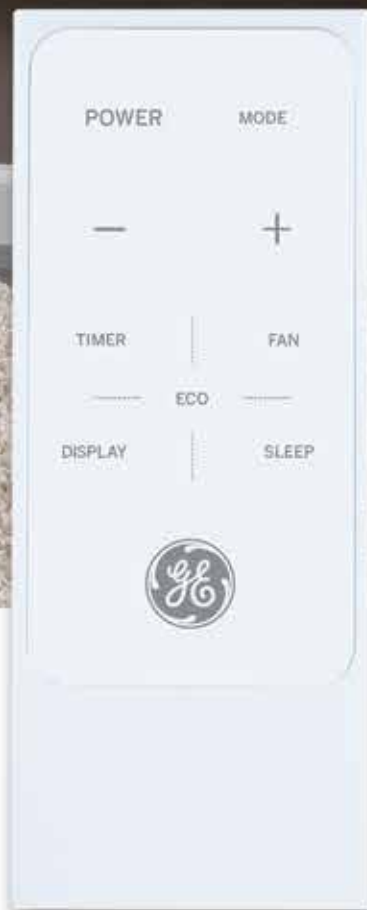 POWER MODE
− +
TIMER FAN
ECO
DISPLAY SLEEP
GE